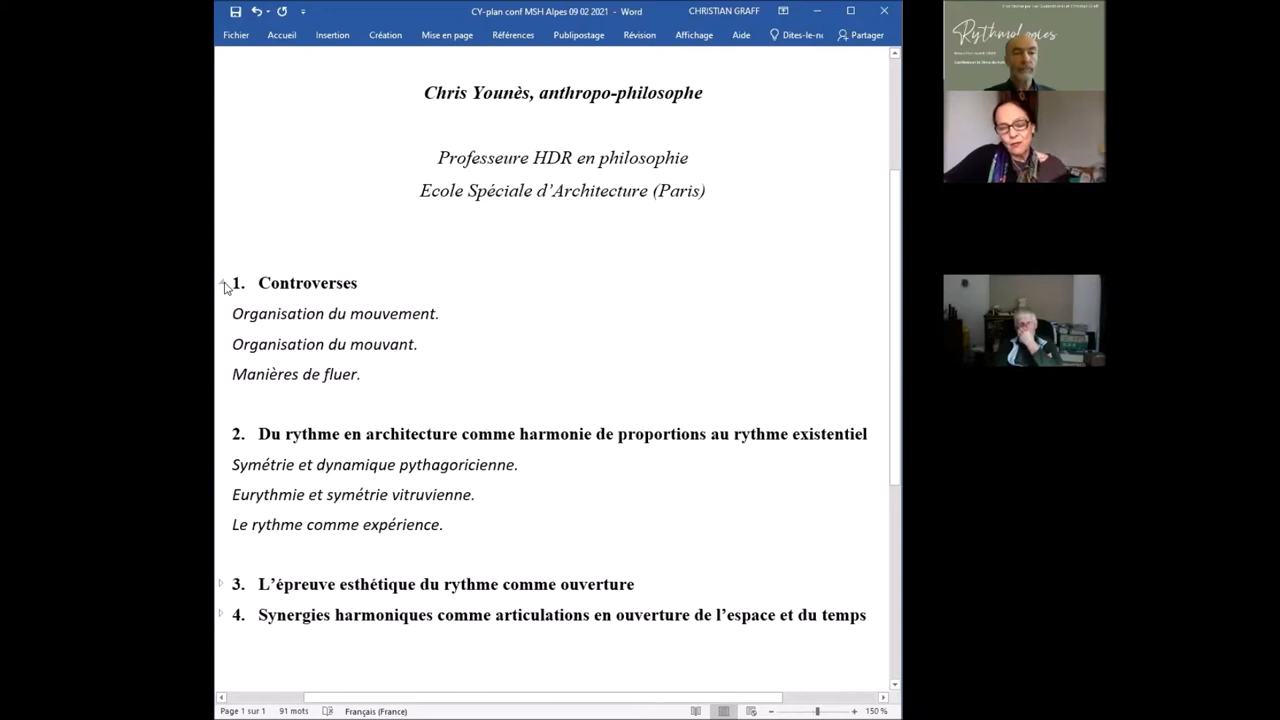 CY-plan conf MSH Alpes 09 02 2021 - Word
CHRISTIAN GRAFF
Fichier Accueil Insertion Création Mise en page Références Publipostage Révision Affichage Aide Dites-le-nc Partager
Chris Younès, anthropo-philosophe
Professeure HDR en philosophie
Ecole Spéciale d’Architecture (Paris)
1. Controverses
Organisation du mouvement.
Organisation du mouvant.
Manières de fluer.
2. Du rythme en architecture comme harmonie de proportions au rythme existentiel
Symétrie et dynamique pythagoricienne.
Eurythmie et symétrie vitruvienne.
Le rythme comme expérience.
3. L’épreuve esthétique du rythme comme ouverture
4. Synergies harmoniques comme articulations en ouverture de l’espace et du temps
Page 1 sur 1 91 mots Français (France) 150 %
Rythmologies